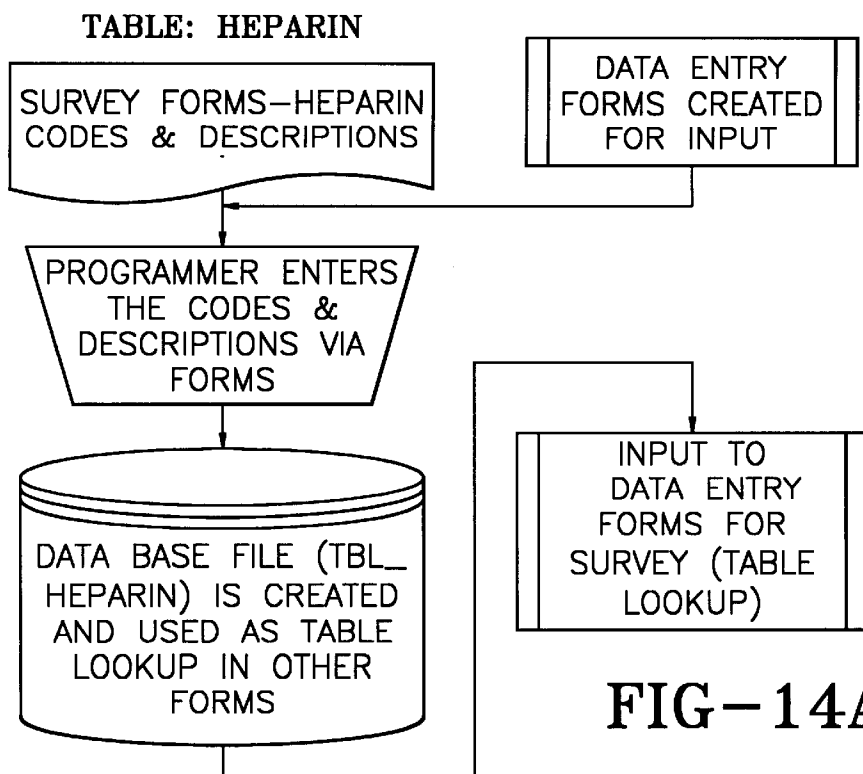 TABLE: HEPARIN
SURVEY FORMS-HEPARIN
CODES & DESCRIPTIONS
DATA ENTRY
FORMS CREATED
FOR INPUT
PROGRAMMER ENTERS
THE CODES &
DESCRIPTIONS VIA
FORMS
DATA BASE FILE (TBL_
HEPARIN) IS CREATED
AND USED AS TABLE
LOOKUP IN OTHER
FORMS
INPUT TO
DATA ENTRY
FORMS FOR
SURVEY (TABLE
LOOKUP)
FIG-14A